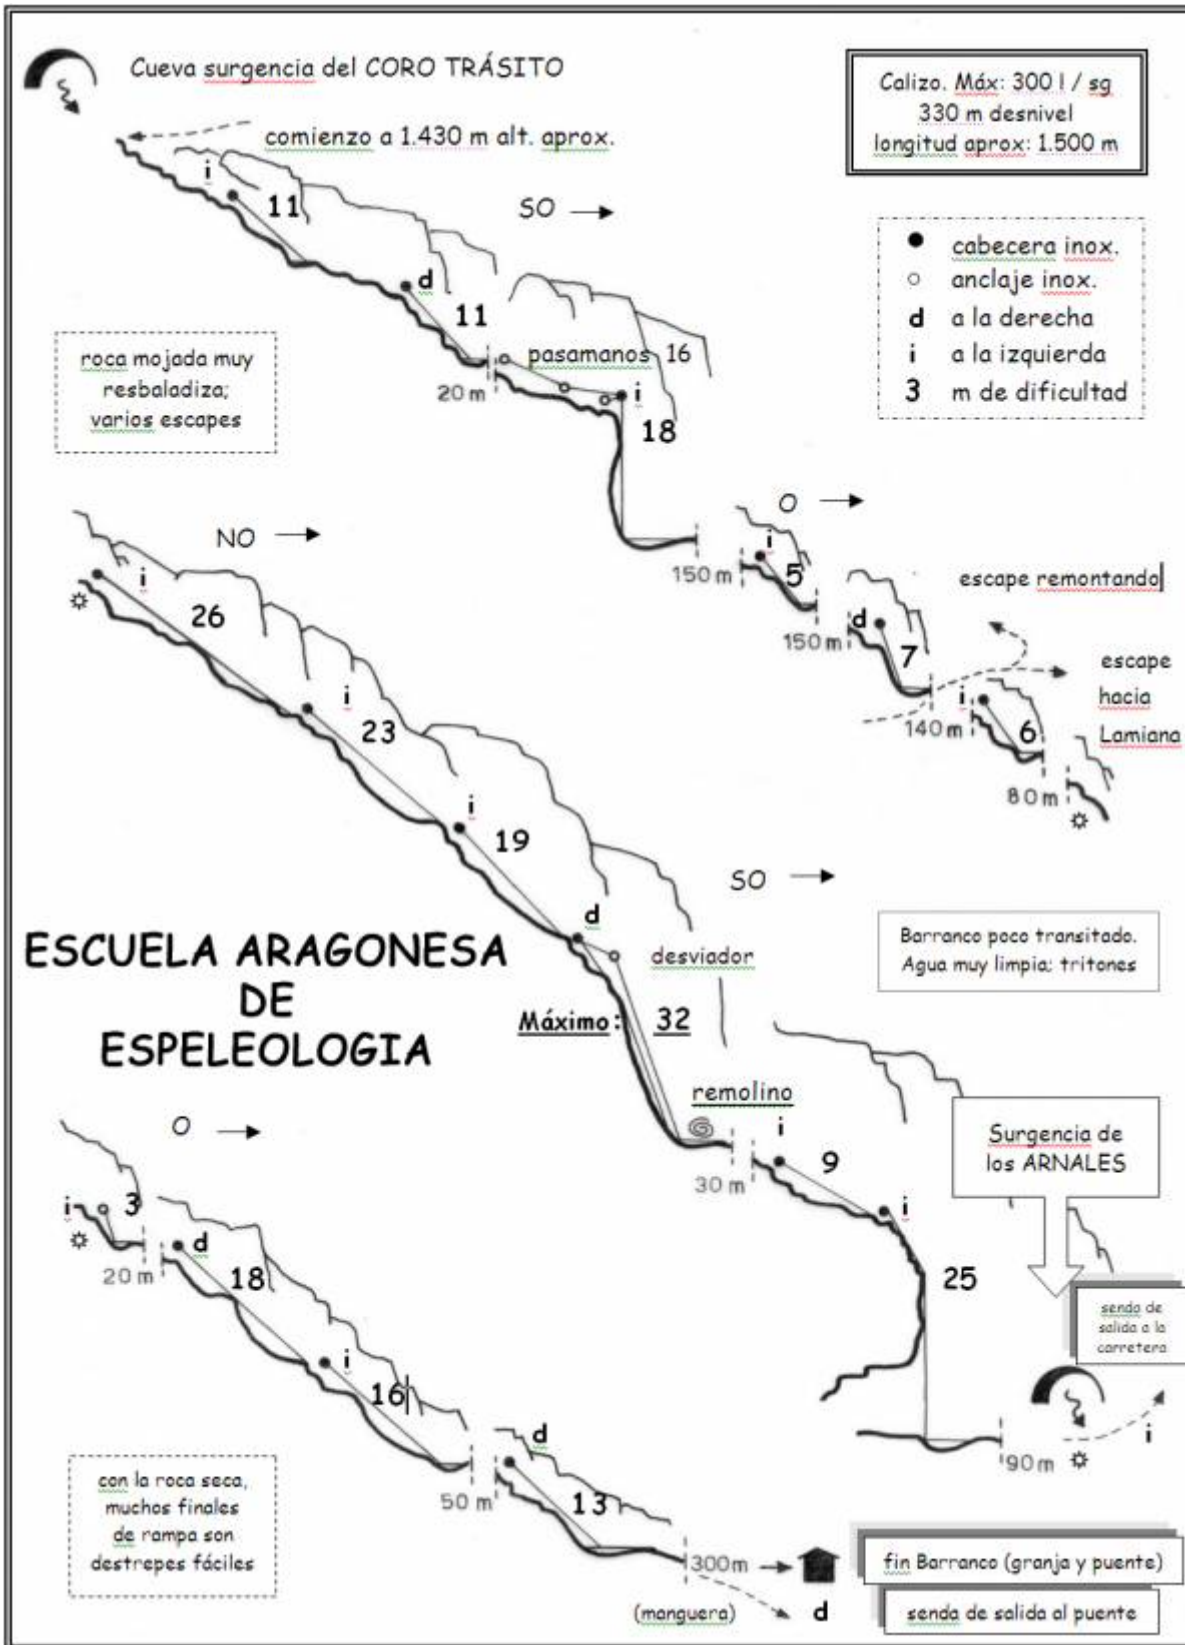 Cueva surgencia del CORO TRÁSITO
comienzo a 1.430 m alt. aprox.
Calizo. Máx: 300 l / sg
330 m desnivel
longitud aprox: 1.500 m
cabecera inox.
anclaje inox.
d a la derecha
i a la izquierda
3 m de dificultad
i
11
SO
d
11
20 m
pasamanos 16
i
18
roca mojada muy
resbaladiza;
varios escapes
150 m
O
i
5
150 m
d
7
escape remontando
140 m
escape
hacia
Lamiana
i
6
80 m
NO
i
26
i
23
i
19
SO
d
desviador
Máximo: 32
remolino
30 m
Barranco poco transitado.
Agua muy limpia; tritones
ESCUELA ARAGONESA
DE
ESPELEOLOGIA
i
9
i
25
Surgencia de
los ARNALES
senda de
salida a la
carretera
90 m
i
O
i
3
20 m
d
18
i
16
50 m
d
13
con la roca seca,
muchos finales
de rampa son
destrepes fáciles
300 m
(manguera)
d
fin Barranco (granja y puente)
senda de salida al puente